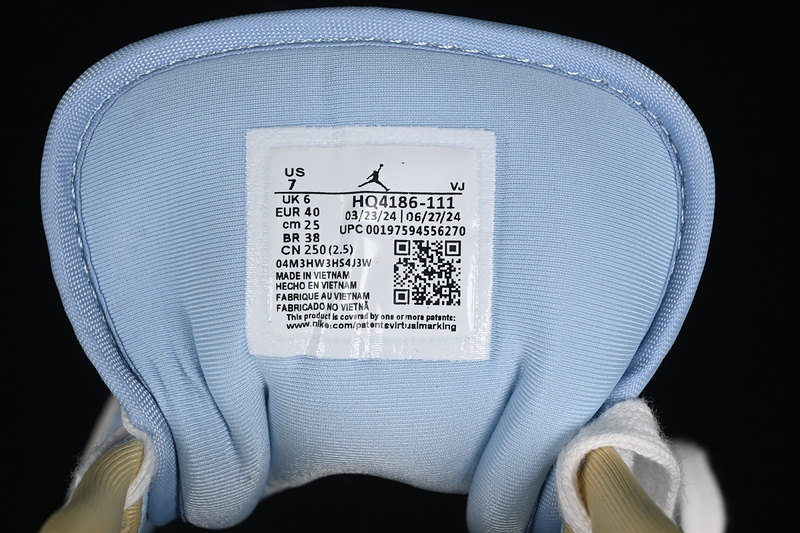 US
7
VJ
UK 6
EUR 40
cm 25
BR 38
CN 250 (2.5)
HQ4186-111
03/23/24 | 06/27/24
UPC 00197594556270
04M3HW3HS4J3W
MADE IN VIETNAM
HECHO EN VIETNAM
FABRIQUE AU VIETNAM
FABRICADO NO VIETNÃ
This product is covered by one or more patents:
www.nike.com/patentsvirtualmarking